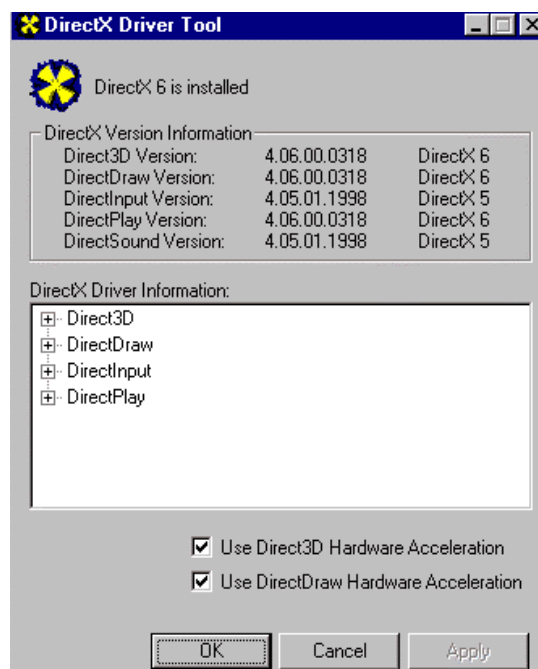 DirectX Driver Tool
DirectX 6 is installed
DirectX Version Information
Direct3D Version: 4.06.00.0318 DirectX 6
DirectDraw Version: 4.06.00.0318 DirectX 6
DirectInput Version: 4.05.01.1998 DirectX 5
DirectPlay Version: 4.06.00.0318 DirectX 6
DirectSound Version: 4.05.01.1998 DirectX 5
DirectX Driver Information:
Direct3D
DirectDraw
DirectInput
DirectPlay
Use Direct3D Hardware Acceleration
Use DirectDraw Hardware Acceleration
OK Cancel Apply